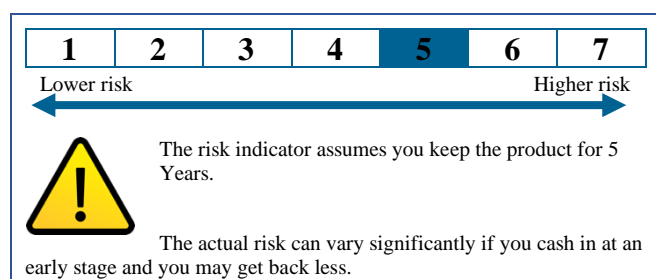 1 2 3 4 5 6 7
Lower risk Higher risk
The risk indicator assumes you keep the product for 5
Years.
The actual risk can vary significantly if you cash in at an
early stage and you may get back less.